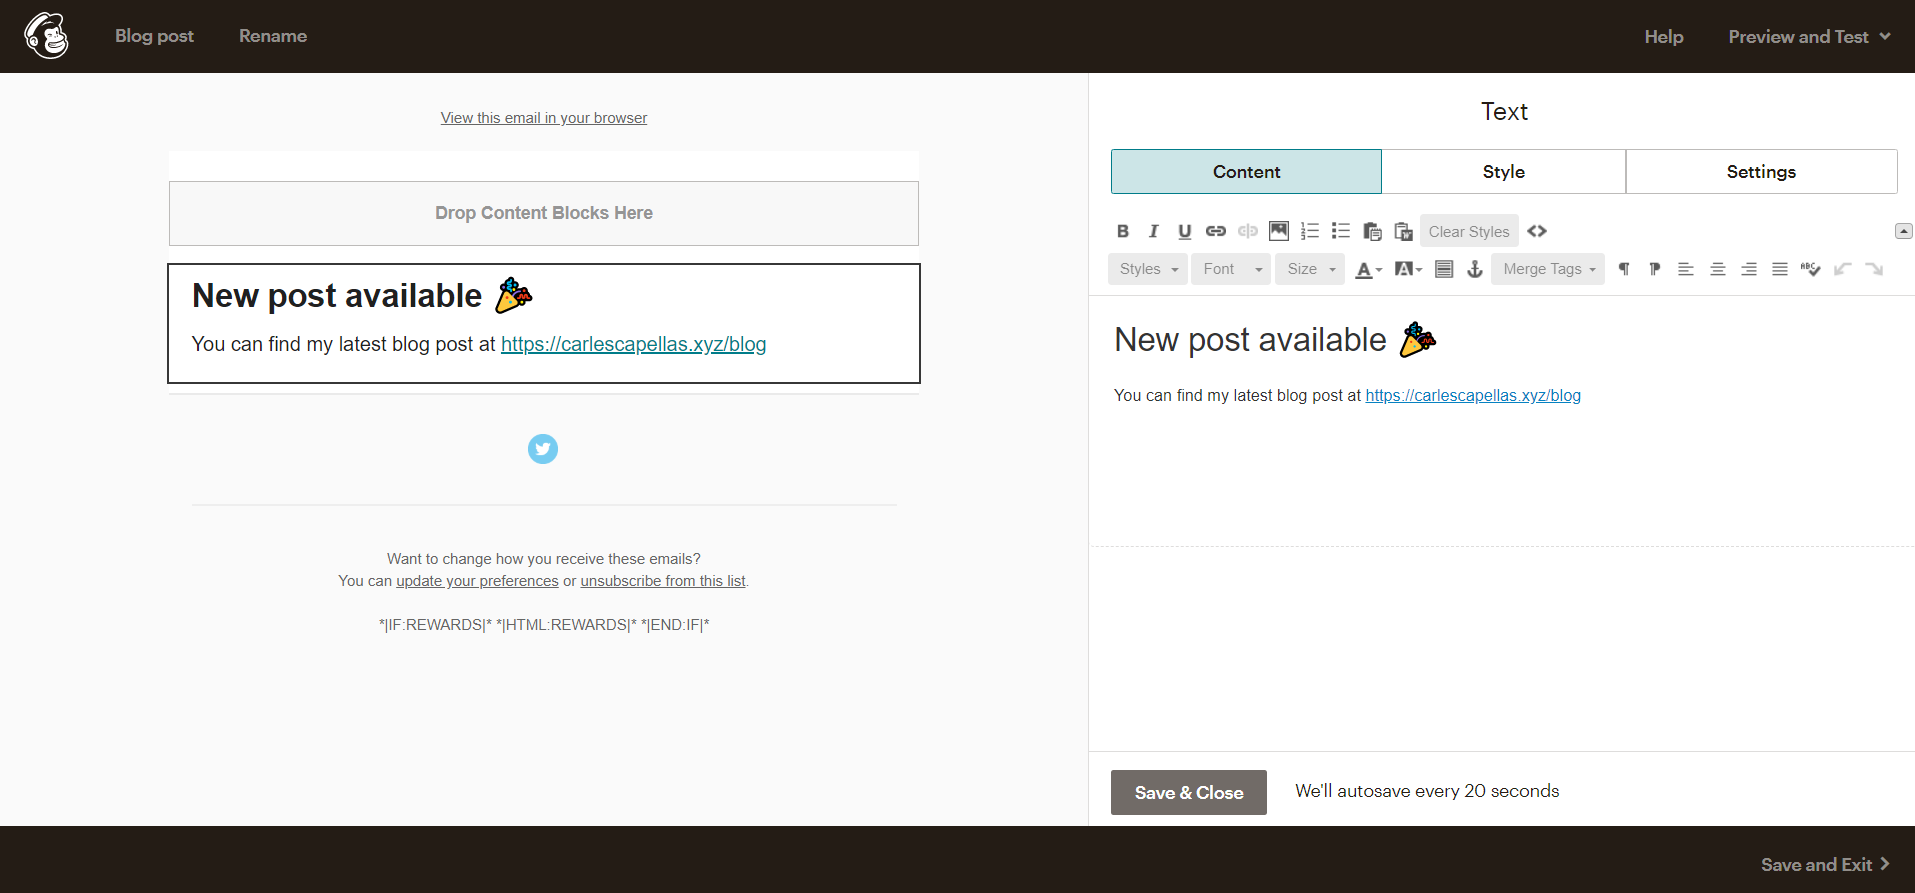 Blog post Rename Help Preview and Test
View this email in your browser
Drop Content Blocks Here
New post available 🎉
You can find my latest blog post at https://carlescapellas.xyz/blog
Want to change how you receive these emails?
You can update your preferences or unsubscribe from this list.
*|IF:REWARDS|* *|HTML:REWARDS|* *|END:IF|*
Text
Content Style Settings
B I U Clear Styles
Styles Font Size A A Merge Tags ABC
New post available 🎉
You can find my latest blog post at https://carlescapellas.xyz/blog
Save & Close We'll autosave every 20 seconds
Save and Exit